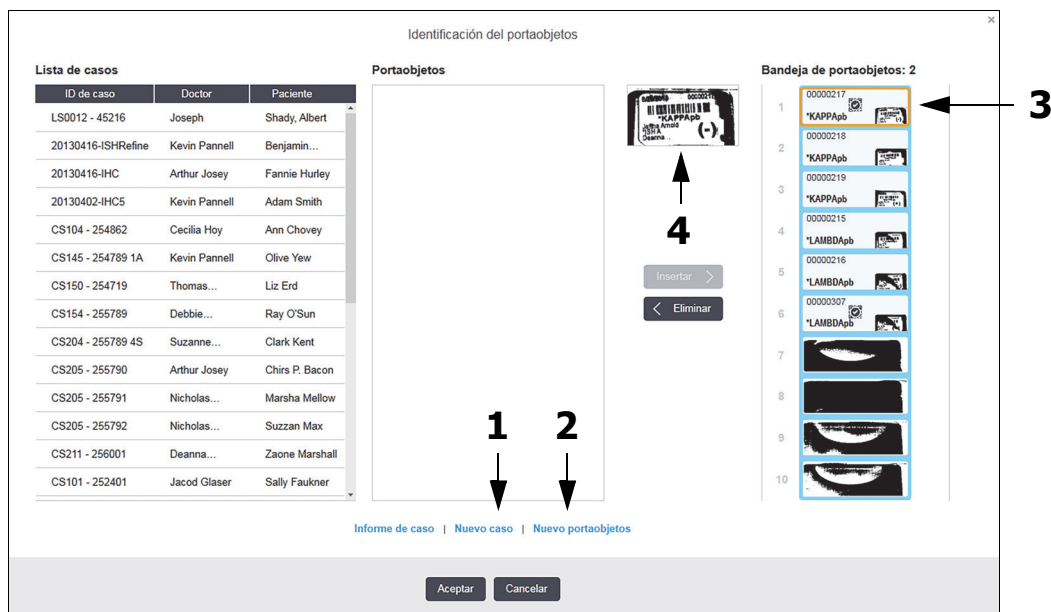 Identificación del portaobjetos
×
Lista de casos
ID de caso Doctor Paciente
LS0012 - 45216 Joseph Shady, Albert
20130416-ISHRefine Kevin Pannell Benjamin...
20130416-IHC Arthur Josey Fannie Hurley
20130402-IHC5 Kevin Pannell Adam Smith
CS104 - 254862 Cecilia Hoy Ann Chovey
CS145 - 254789 1A Kevin Pannell Olive Yew
CS150 - 254719 Thomas... Liz Erd
CS154 - 255789 Debbie... Ray O'Sun
CS204 - 255789 4S Suzanne... Clark Kent
CS205 - 255790 Arthur Josey Chirs P. Bacon
CS205 - 255791 Nicholas... Marsha Mellow
CS205 - 255792 Nicholas... Suzzan Max
CS211 - 256001 Deanna... Zaone Marshall
CS101 - 252401 Jacod Glaser Sally Faukner
Portaobjetos
*KAPPApb
Jeftha Arnold
*ISH A
Deanna...
(-)
4
Insertar
Eliminar
Bandeja de portaobjetos: 2
1 00000217
*KAPPApb
2 00000218
*KAPPApb
3 00000219
*KAPPApb
4 00000215
*LAMBDApb
5 00000216
*LAMBDApb
6 00000307
*LAMBDApb
7
8
9
10
3
1 2
Informe de caso | Nuevo caso | Nuevo portaobjetos
Aceptar Cancelar